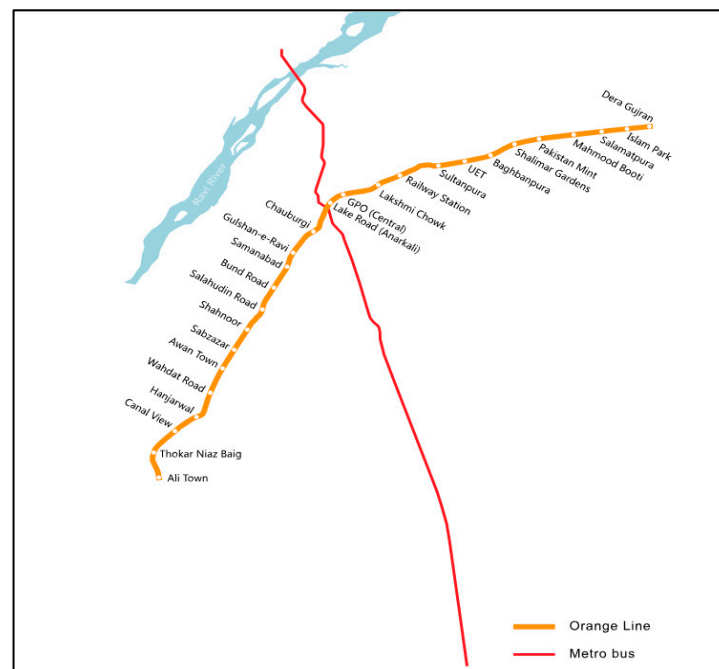 Dera Gujran
Islam Park
Salamatpura
Mahmood Booti
Pakistan Mint
Shalimar Gardens
Baghbanpura
UET
Sultanpura
Railway Station
Lakshmi Chowk
GPO (Central)
Lake Road (Anarkali)
Chauburgi
Gulshan-e-Ravi
Samanabad
Bund Road
Salahudin Road
Shahnoor
Sabzazar
Awan Town
Wahdat Road
Hanjarwal
Canal View
Thokar Niaz Baig
Ali Town
Ravi River
Orange Line
Metro bus